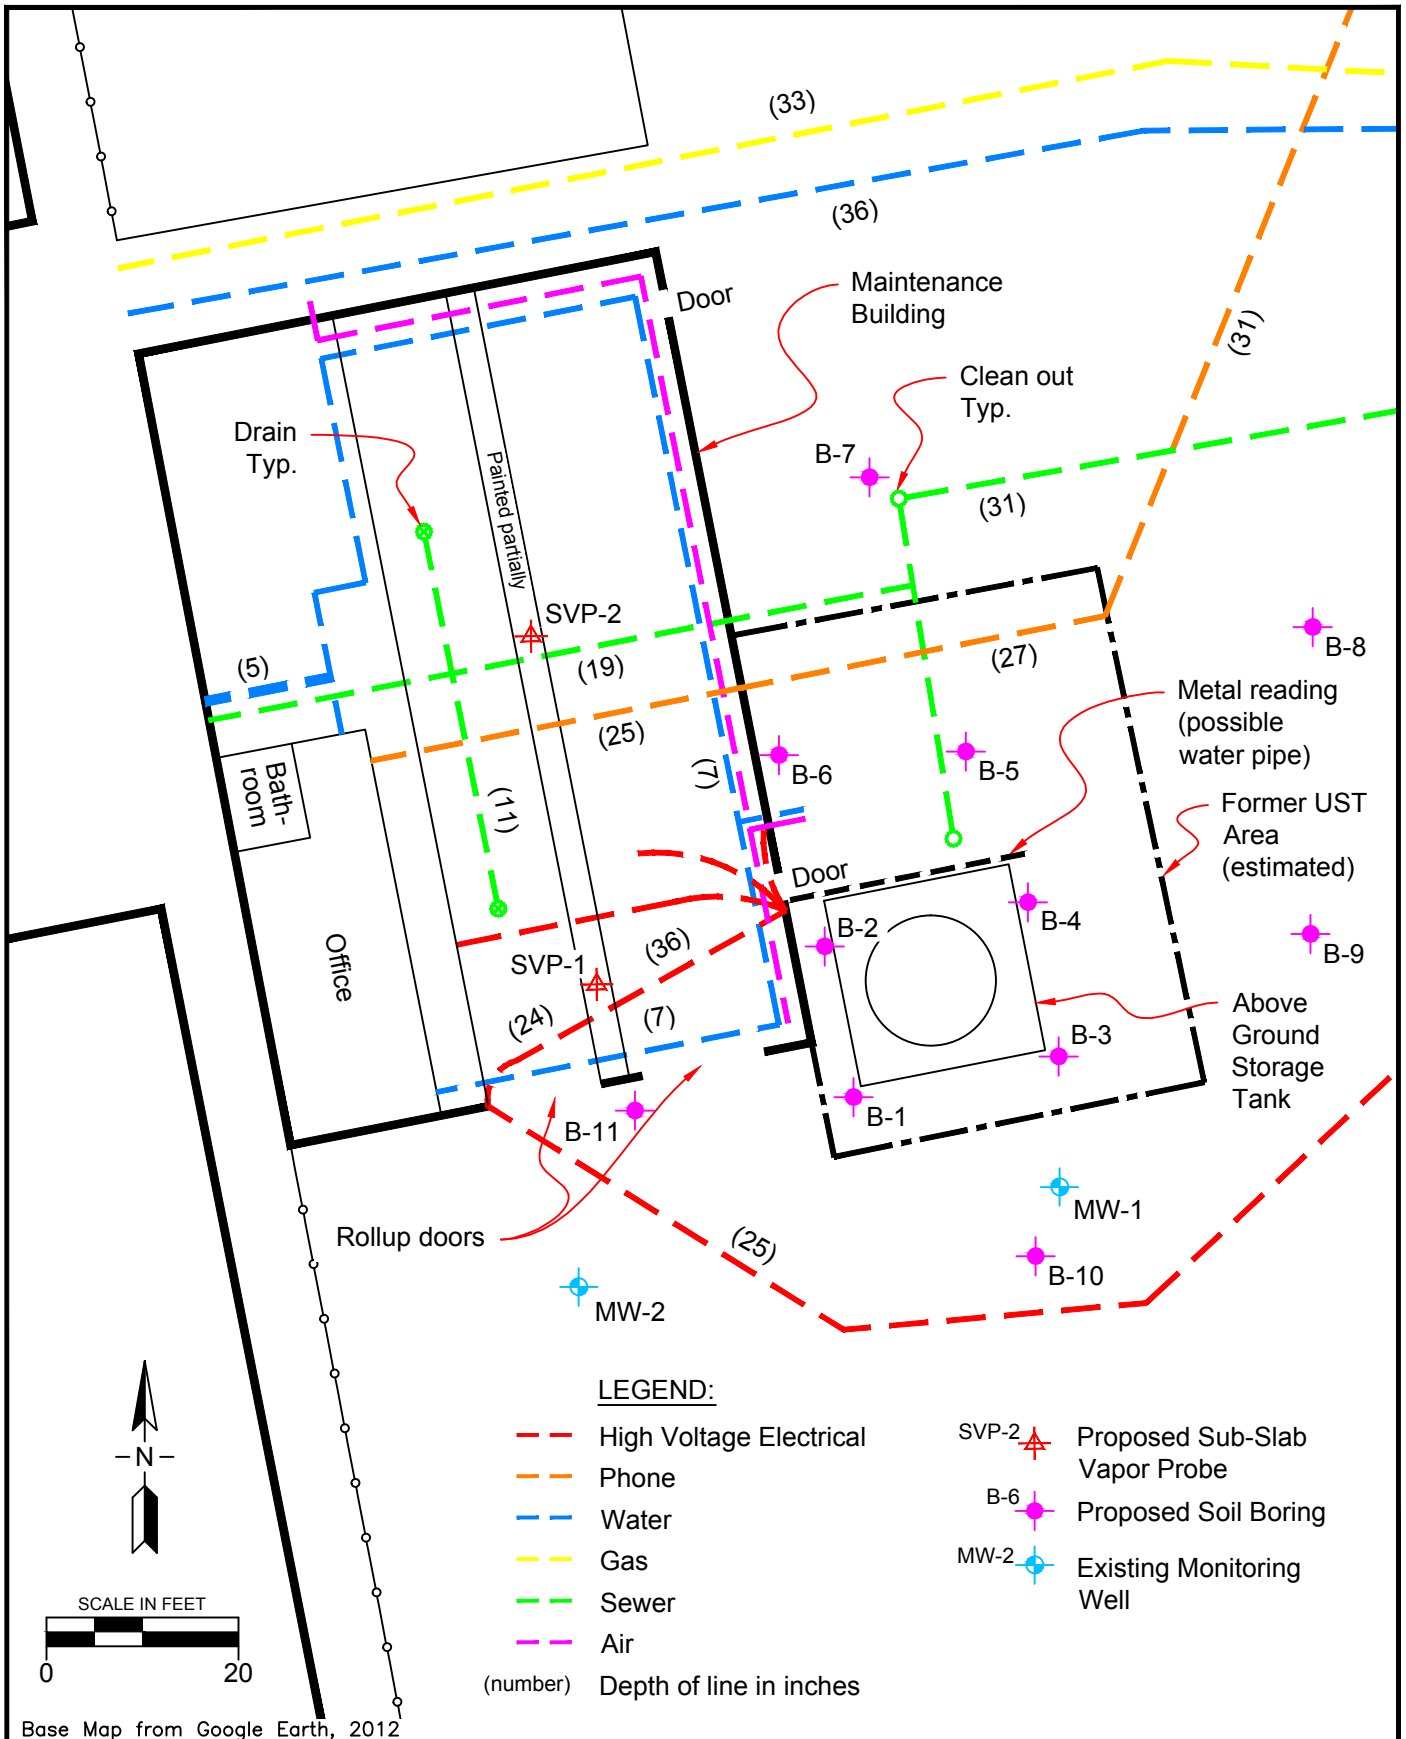 (33)
(36)
Door
Maintenance
Building
(31)
Clean out
Typ.
Drain
Typ.
B-7
Painted partially
(31)
SVP-2
B-8
(5)
(19)
(27)
(25)
Metal reading
(possible
water pipe)
B-6
B-5
(7)
Bath-
room
(11)
Former UST
Area
(estimated)
Door
B-4
B-2
B-9
Office
(36)
SVP-1
(24)
(7)
Above
Ground
Storage
Tank
B-3
B-1
B-11
MW-1
Rollup doors
(25)
B-10
MW-2
N
SCALE IN FEET
0 20
LEGEND:
High Voltage Electrical
Phone
Water
Gas
Sewer
Air
(number) Depth of line in inches
SVP-2 Proposed Sub-Slab
Vapor Probe
B-6 Proposed Soil Boring
MW-2 Existing Monitoring
Well
Base Map from Google Earth, 2012